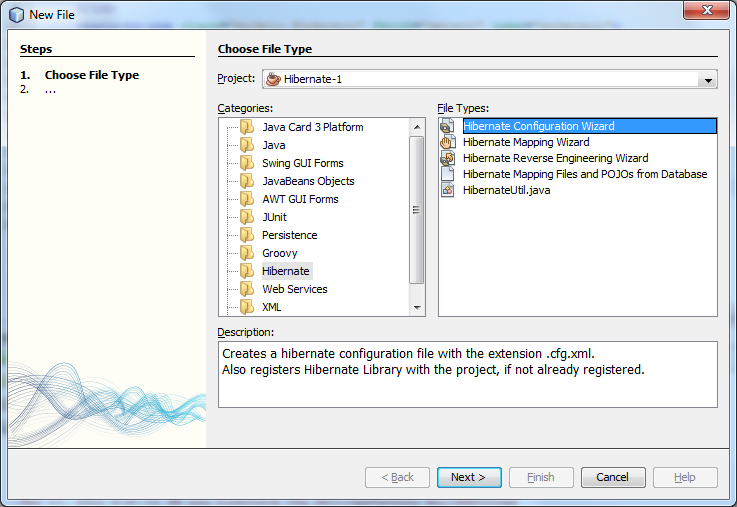 New File
Steps
1. Choose File Type
2. ...
Choose File Type
Project: Hibernate-1
Categories:
Java Card 3 Platform
Java
Swing GUI Forms
JavaBeans Objects
AWT GUI Forms
JUnit
Persistence
Groovy
Hibernate
Web Services
XML
File Types:
Hibernate Configuration Wizard
Hibernate Mapping Wizard
Hibernate Reverse Engineering Wizard
Hibernate Mapping Files and POJOs from Database
HibernateUtil.java
Description:
Creates a hibernate configuration file with the extension .cfg.xml.
Also registers Hibernate Library with the project, if not already registered.
< Back Next > Finish Cancel Help